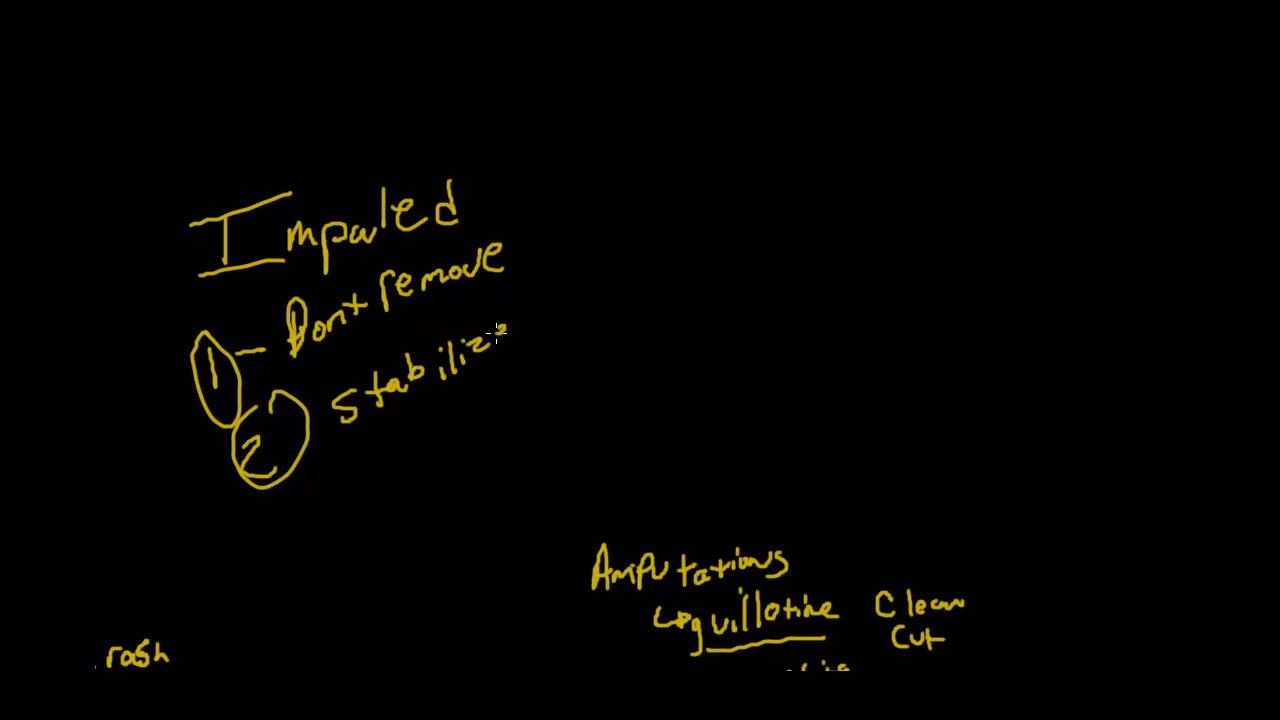 Impaled
1 - Dont remove
2 Stabiliz
Amputations
↳ guillotine Clean
Cut
rash